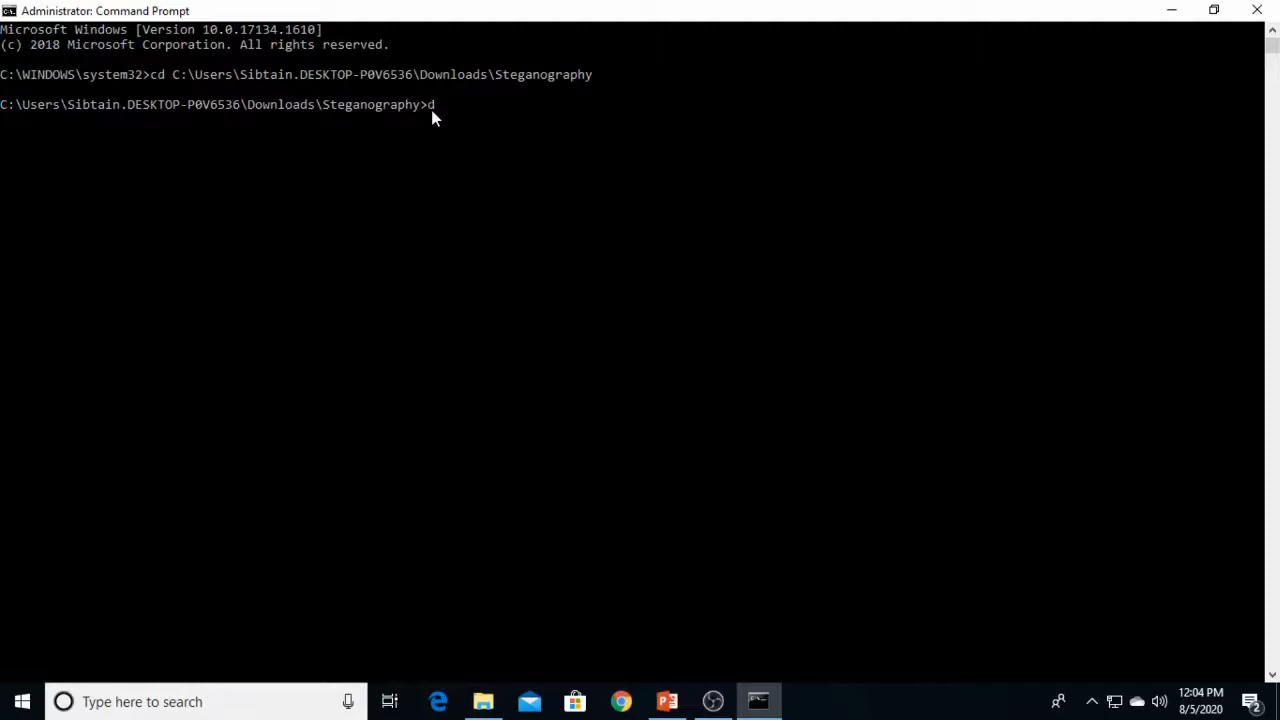 Administrator: Command Prompt
Microsoft Windows [Version 10.0.17134.1610]
(c) 2018 Microsoft Corporation. All rights reserved.
C:\WINDOWS\system32>cd C:\Users\Sibtain.DESKTOP-P0V6536\Downloads\Steganography
C:\Users\Sibtain.DESKTOP-P0V6536\Downloads\Steganography>d
Type here to search
12:04 PM
8/5/2020
2